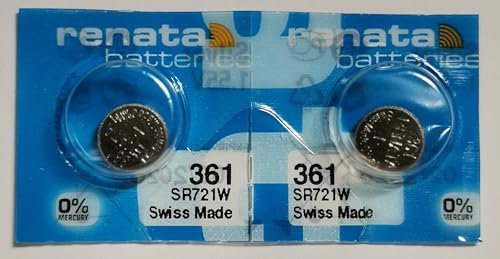 renata
batteries
361
SR721W
Swiss Made
0%
MERCURY
renata
batteries
361
SR721W
Swiss Made
0%
MERCURY